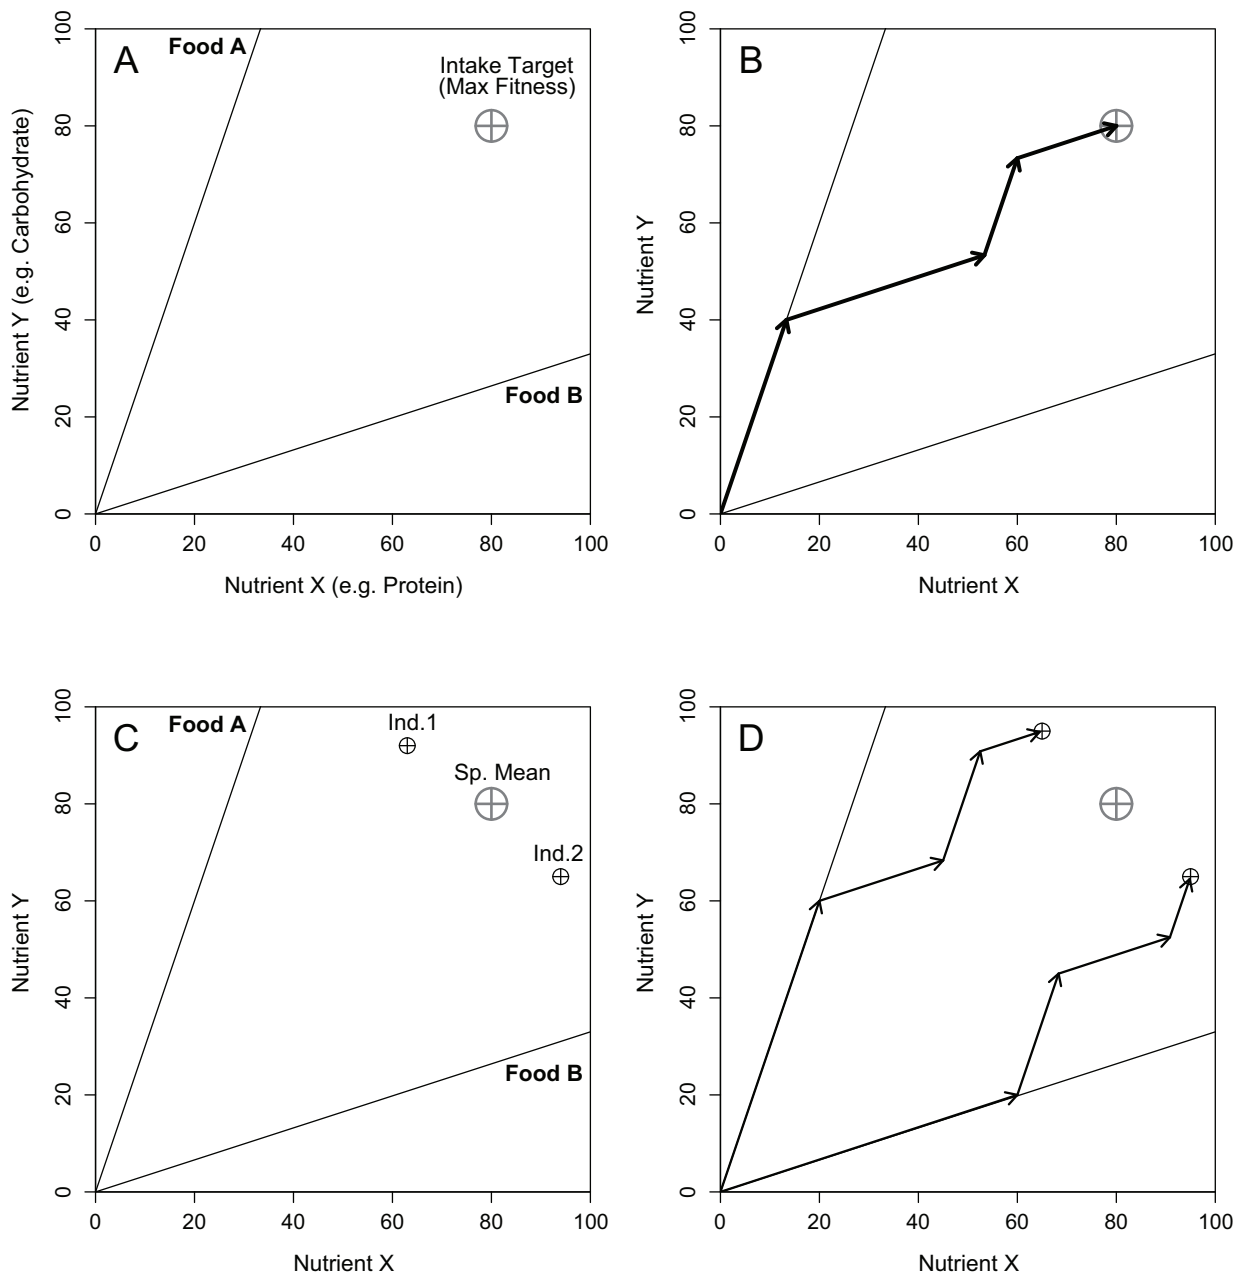 A
Food A
Intake Target
(Max Fitness)
Food B
Nutrient Y (e.g. Carbohydrate)
0
20
40
60
80
100
0
20
40
60
80
100
Nutrient X (e.g. Protein)
B
Nutrient Y
0
20
40
60
80
100
0
20
40
60
80
100
Nutrient X
C
Food A
Ind.1
Sp. Mean
Ind.2
Food B
Nutrient Y
0
20
40
60
80
100
0
20
40
60
80
100
Nutrient X
D
Nutrient Y
0
20
40
60
80
100
0
20
40
60
80
100
Nutrient X